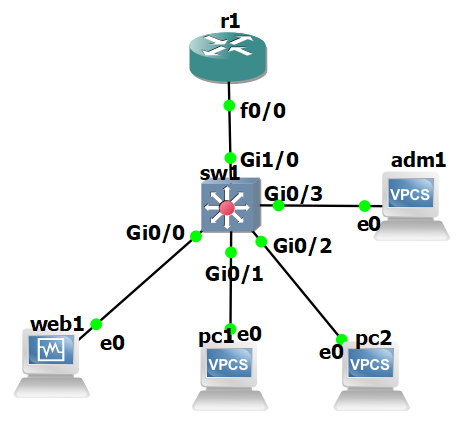 r1
f0/0
Gi1/0
sw1
adm1
VPCS
Gi0/3
e0
Gi0/0
Gi0/2
Gi0/1
web1
e0
pc1
e0
VPCS
pc2
e0
VPCS